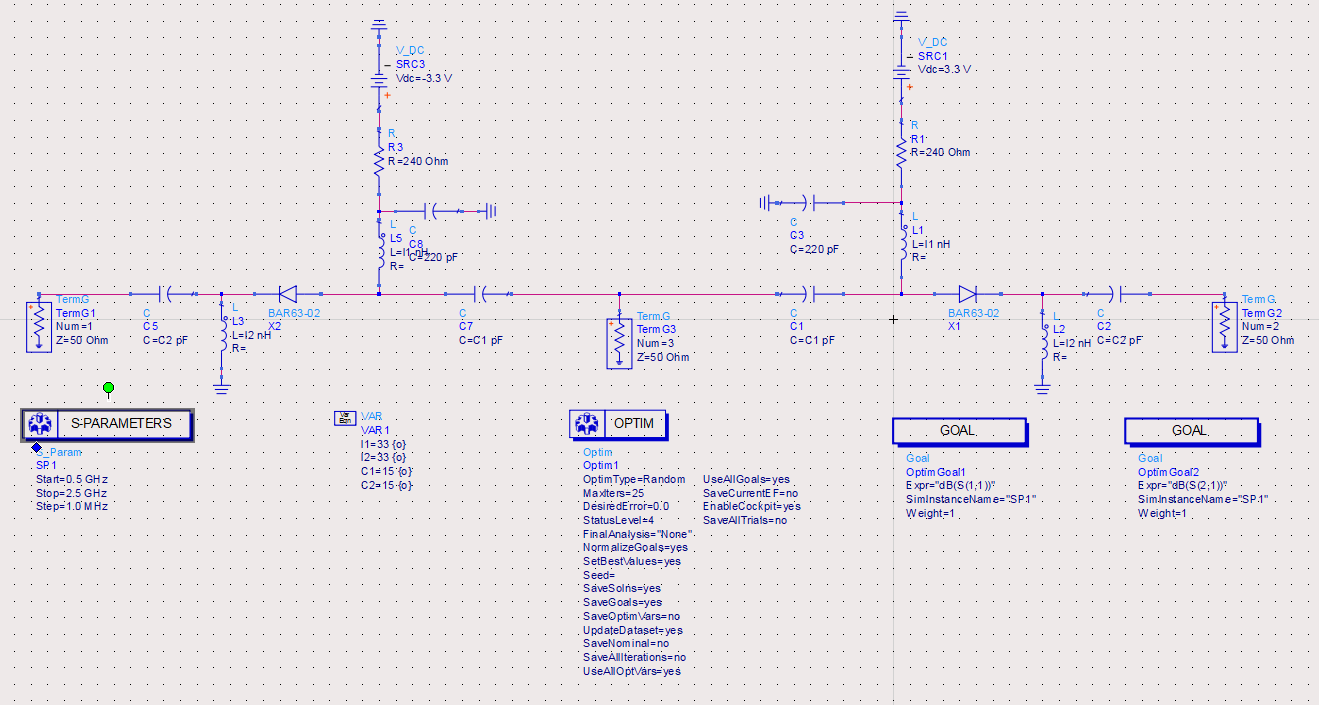 V_DC
SRC3
Vdc=-3.3 V
V_DC
SRC1
Vdc=3.3 V
R
R3
R=240 Ohm
R
R1
R=240 Ohm
L
L5
L=l1 nH
R=
C
C8
C=220 pF
C
C3
C=220 pF
L
L1
L=l1 nH
R=
TermG
TermG1
Num=1
Z=50 Ohm
C
C5
C=C2 pF
L
L3
L=l2 nH
R=
BAR63-02
X2
C
C7
C=C1 pF
TermG
TermG3
Num=3
Z=50 Ohm
C
C1
C=C1 pF
BAR63-02
X1
L
L2
L=l2 nH
R=
C
C2
C=C2 pF
TermG
TermG2
Num=2
Z=50 Ohm
S-PARAMETERS
S_Param
SP1
Start=0.5 GHz
Stop=2.5 GHz
Step=1.0 MHz
Var
Eqn
VAR
VAR1
l1=33 {o}
l2=33 {o}
C1=15 {o}
C2=15 {o}
OPTIM
Optim
Optim1
OptimType=Random
MaxIters=25
DesiredError=0.0
StatusLevel=4
FinalAnalysis="None"
NormalizeGoals=yes
SetBestValues=yes
Seed=
SaveSolns=yes
SaveGoals=yes
SaveOptimVars=no
UpdateDataset=yes
SaveNominal=no
SaveAllIterations=no
UseAllOptVars=yes
UseAllGoals=yes
SaveCurrentEF=no
EnableCockpit=yes
SaveAllTrials=no
GOAL
Goal
OptimGoal1
Expr="dB(S(1;1))"
SimInstanceName="SP1"
Weight=1
GOAL
Goal
OptimGoal2
Expr="dB(S(2;1))"
SimInstanceName="SP1"
Weight=1